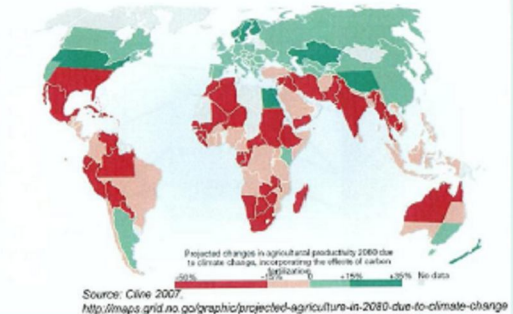 Projected changes in agricultural productivity 2080 due
to climate change, incorporating the effects of carbon
fertilization
-50% -15% 0 +15% +35% No data
Source: Cline 2007,
http://maps.grid.no.go/graphic/projected-agriculture-in-2080-due-to-climate-change